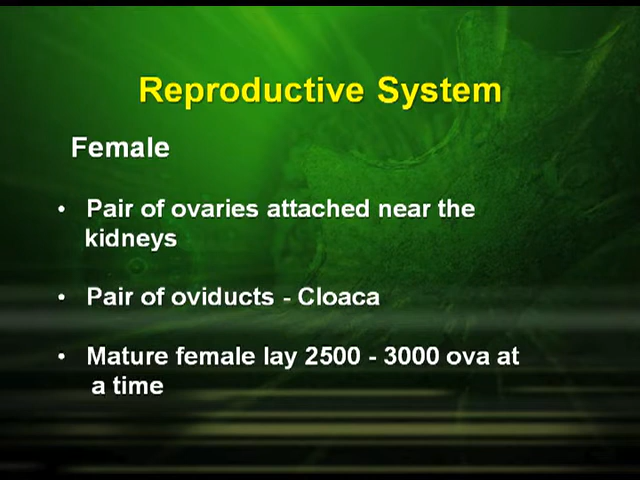 Reproductive System
Female
• Pair of ovaries attached near the
kidneys
• Pair of oviducts - Cloaca
• Mature female lay 2500 - 3000 ova at
a time